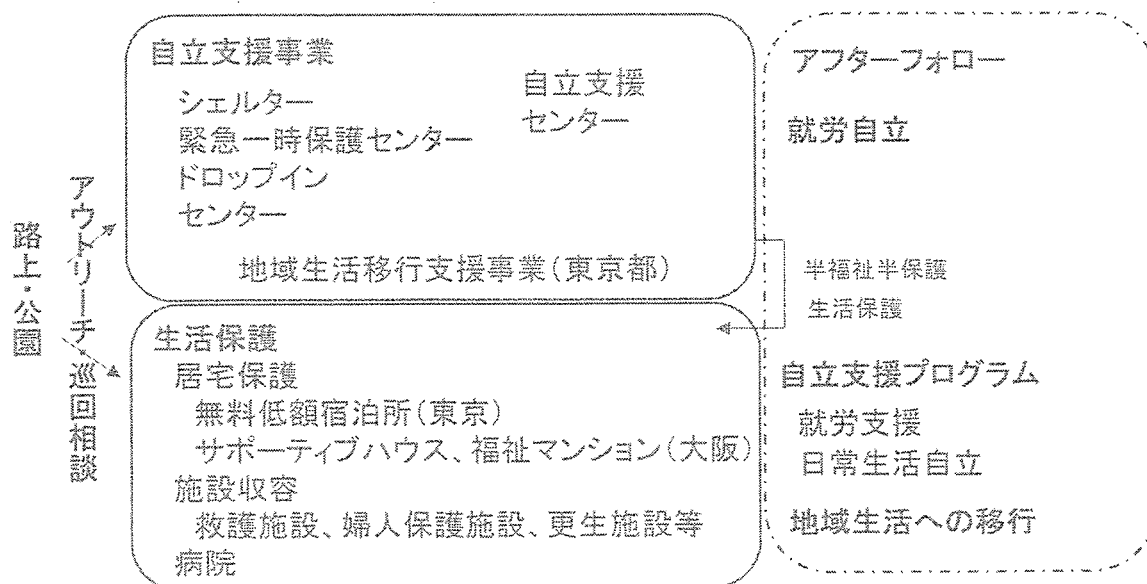 路上・公園
アウトリーチ・巡回相談
自立支援事業
シェルター
緊急一時保護センター
ドロップイン
センター
自立支援
センター
地域生活移行支援事業(東京都)
生活保護
居宅保護
無料低額宿泊所(東京)
サポーティブハウス、福祉マンション(大阪)
施設収容
救護施設、婦人保護施設、更生施設等
病院
アフターフォロー
就労自立
半福祉半保護
生活保護
自立支援プログラム
就労支援
日常生活自立
地域生活への移行